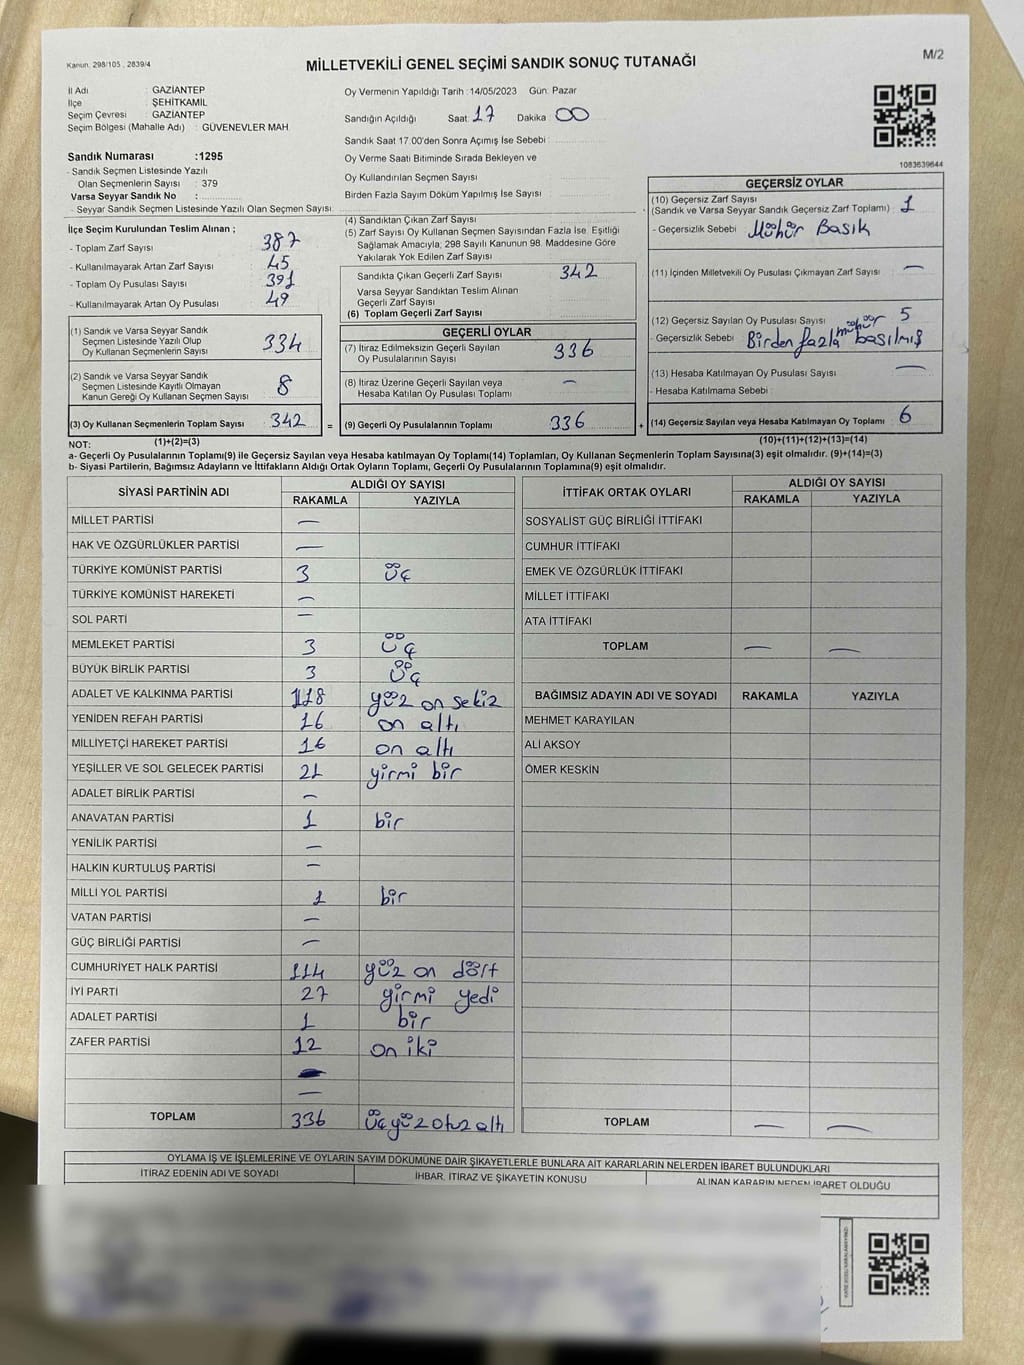 Kanun. 298/105 , 2839/4
MİLLETVEKİLİ GENEL SEÇİMİ SANDIK SONUÇ TUTANAĞI
M/2
İl Adı : GAZİANTEP
İlçe : ŞEHİTKAMİL
Seçim Çevresi : GAZİANTEP
Seçim Bölgesi (Mahalle Adı) : GÜVENEVLER MAH
Sandık Numarası :1295
- Sandık Seçmen Listesinde Yazılı
Olan Seçmenlerin Sayısı : 379
Varsa Seyyar Sandık No :
- Seyyar Sandık Seçmen Listesinde Yazılı Olan Seçmen Sayısı:
Oy Vermenin Yapıldığı Tarih :14/05/2023 Gün: Pazar
Sandığın Açıldığı Saat: 17 Dakika: 00
Sandık Saat 17.00'den Sonra Açımış İse Sebebi :
Oy Verme Saati Bitiminde Sırada Bekleyen ve
Oy Kullandırılan Seçmen Sayısı
Birden Fazla Sayım Döküm Yapılmış İse Sayısı
1083639644
İlçe Seçim Kurulundan Teslim Alınan ;
- Toplam Zarf Sayısı 387
- Kullanılmayarak Artan Zarf Sayısı 45
- Toplam Oy Pusulası Sayısı 391
- Kullanılmayarak Artan Oy Pusulası 49
(1) Sandık ve Varsa Seyyar Sandık
Seçmen Listesinde Yazılı Olup
Oy Kullanan Seçmenlerin Sayısı 334
(2) Sandık ve Varsa Seyyar Sandık
Seçmen Listesinde Kayıtlı Olmayan
Kanun Gereği Oy Kullanan Seçmen Sayısı 8
(3) Oy Kullanan Seçmenlerin Toplam Sayısı 342 =
(4) Sandıktan Çıkan Zarf Sayısı
(5) Zarf Sayısı Oy Kullanan Seçmen Sayısından Fazla İse, Eşitliği
Sağlamak Amacıyla; 298 Sayılı Kanunun 98. Maddesine Göre
Yakılarak Yok Edilen Zarf Sayısı
Sandıkta Çıkan Geçerli Zarf Sayısı 342
Varsa Seyyar Sandıktan Teslim Alınan
Geçerli Zarf Sayısı
(6) Toplam Geçerli Zarf Sayısı
GEÇERLİ OYLAR
(7) İtiraz Edilmeksizin Geçerli Sayılan
Oy Pusulalarının Sayısı 336
(8) İtiraz Üzerine Geçerli Sayılan veya
Hesaba Katılan Oy Pusulası Toplamı —
(9) Geçerli Oy Pusulalarının Toplamı 336 +
GEÇERSİZ OYLAR
(10) Geçersiz Zarf Sayısı 1
(Sandık ve Varsa Seyyar Sandık Geçersiz Zarf Toplamı)
- Geçersizlik Sebebi Mühür Basık
(11) İçinden Milletvekili Oy Pusulası Çıkmayan Zarf Sayısı —
(12) Geçersiz Sayılan Oy Pusulası Sayısı 5
- Geçersizlik Sebebi Birden fazla mühür basılmış
(13) Hesaba Katılmayan Oy Pusulası Sayısı —
- Hesaba Katılmama Sebebi
(14) Geçersiz Sayılan veya Hesaba Katılmayan Oy Toplamı 6
NOT: (1)+(2)=(3) (10)+(11)+(12)+(13)=(14)
a- Geçerli Oy Pusulalarının Toplamı(9) ile Geçersiz Sayılan veya Hesaba katılmayan Oy Toplamı(14) Toplamları, Oy Kullanan Seçmenlerin Toplam Sayısına(3) eşit olmalıdır. (9)+(14)=(3)
b- Siyasi Partilerin, Bağımsız Adayların ve İttifakların Aldığı Ortak Oyların Toplamı, Geçerli Oy Pusulalarının Toplamına(9) eşit olmalıdır.
SİYASİ PARTİNİN ADI ALDIĞI OY SAYISI
RAKAMLA YAZIYLA
MİLLET PARTİSİ —
HAK VE ÖZGÜRLÜKLER PARTİSİ —
TÜRKİYE KOMÜNİST PARTİSİ 3 üç
TÜRKİYE KOMÜNİST HAREKETİ —
SOL PARTİ —
MEMLEKET PARTİSİ 3 üç
BÜYÜK BİRLİK PARTİSİ 3 üç
ADALET VE KALKINMA PARTİSİ 118 yüz on sekiz
YENİDEN REFAH PARTİSİ 16 on altı
MİLLİYETÇİ HAREKET PARTİSİ 16 on altı
YEŞİLLER VE SOL GELECEK PARTİSİ 21 yirmi bir
ADALET BİRLİK PARTİSİ —
ANAVATAN PARTİSİ 1 bir
YENİLİK PARTİSİ —
HALKIN KURTULUŞ PARTİSİ —
MİLLİ YOL PARTİSİ 1 bir
VATAN PARTİSİ —
GÜÇ BİRLİĞİ PARTİSİ —
CUMHURİYET HALK PARTİSİ 114 yüz on dört
İYİ PARTİ 27 yirmi yedi
ADALET PARTİSİ 1 bir
ZAFER PARTİSİ 12 on iki
—
TOPLAM 336 üçyüz otuz altı
İTTİFAK ORTAK OYLARI ALDIĞI OY SAYISI
RAKAMLA YAZIYLA
SOSYALİST GÜÇ BİRLİĞİ İTTİFAKI
CUMHUR İTTİFAKI
EMEK VE ÖZGÜRLÜK İTTİFAKI
MİLLET İTTİFAKI
ATA İTTİFAKI
TOPLAM — —
BAĞIMSIZ ADAYIN ADI VE SOYADI RAKAMLA YAZIYLA
MEHMET KARAYILAN
ALİ AKSOY
ÖMER KESKİN
TOPLAM — —
OYLAMA İŞ VE İŞLEMLERİNE VE OYLARIN SAYIM DÖKÜMÜNE DAİR ŞİKAYETLERLE BUNLARA AİT KARARLARIN NELERDEN İBARET BULUNDUKLARI
İTİRAZ EDENİN ADI VE SOYADI İHBAR, İTİRAZ VE ŞİKAYETİN KONUSU ALINAN KARARIN NEDEN İBARET OLDUĞU